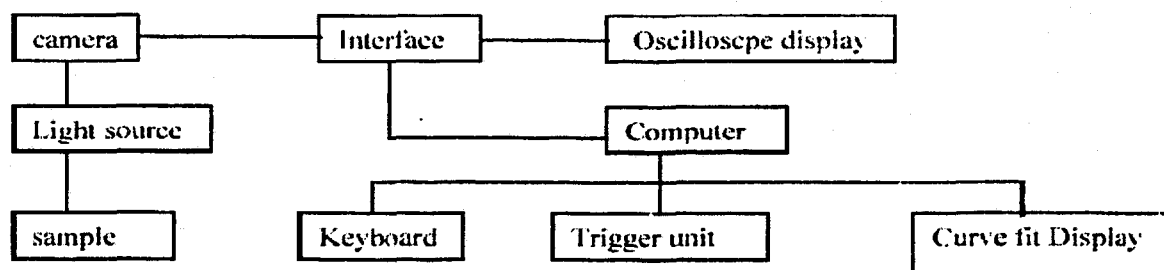 camera
Interface
Oscilloscpe display
Light source
Computer
sample
Keyboard
Trigger unit
Curve fit Display